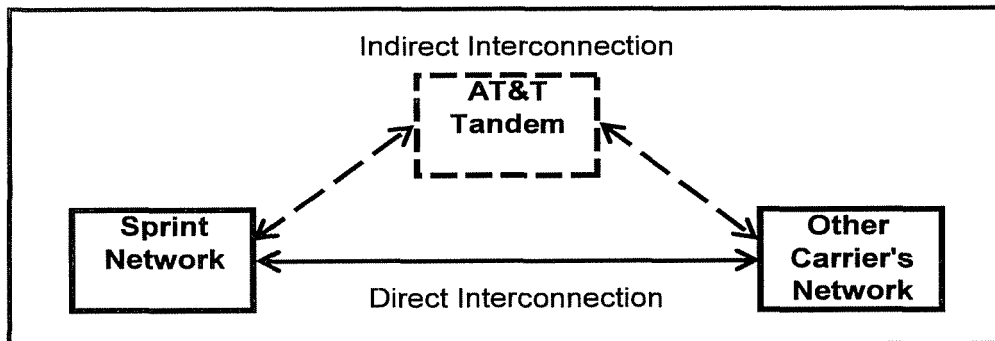 Indirect Interconnection
AT&T
Tandem
Sprint
Network
Other
Carrier's
Network
Direct Interconnection